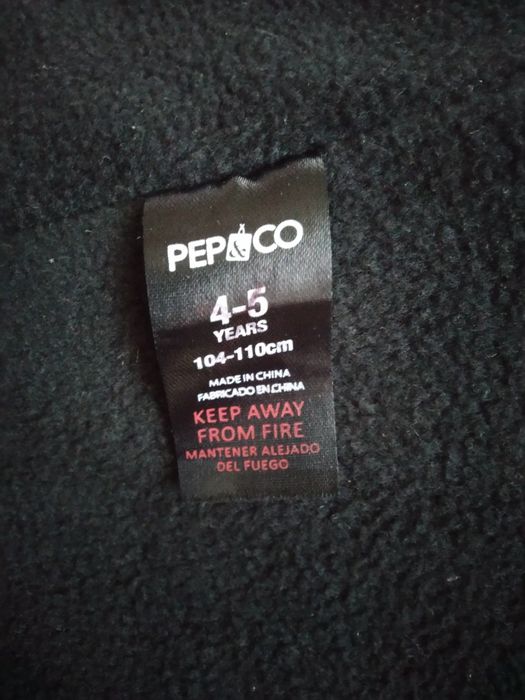 PEP&CO
4-5
YEARS
104-110cm
MADE IN CHINA
FABRICADO EN CHINA
KEEP AWAY
FROM FIRE
MANTENER ALEJADO
DEL FUEGO